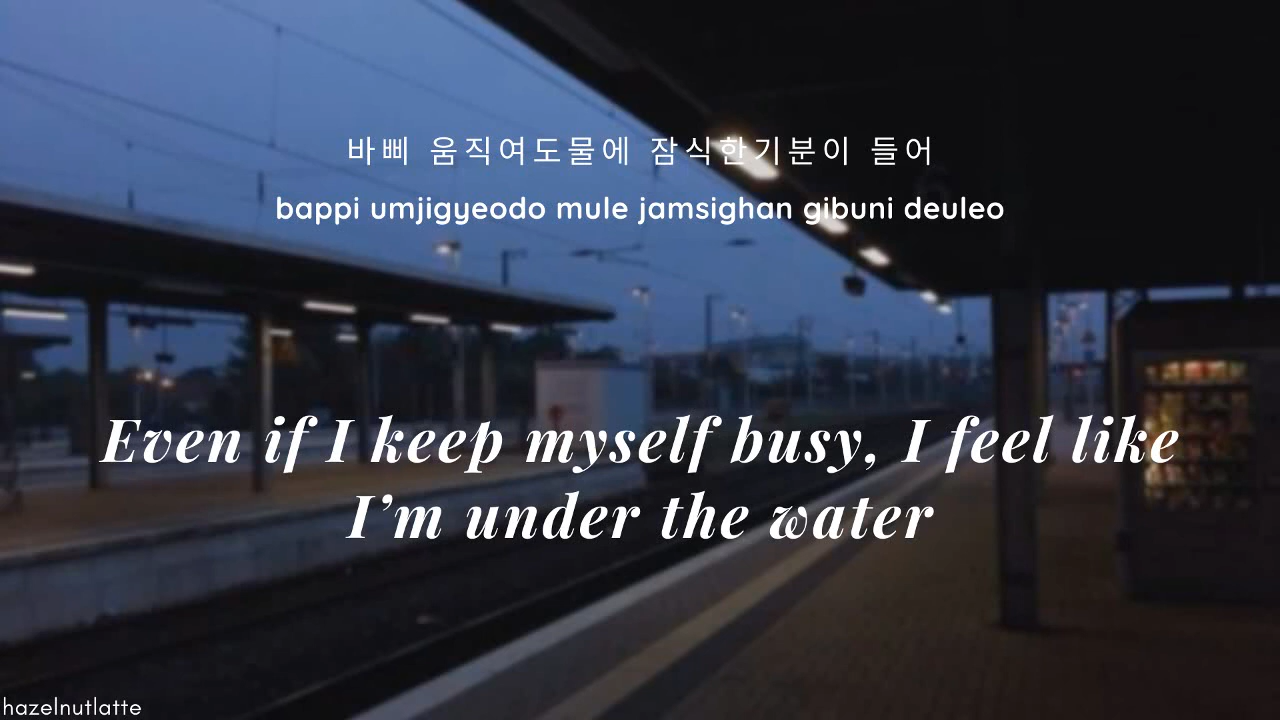 바삐 움직여도물에 잠식한기분이 들어
bappi umjigyeodo mule jamsighan gibuni deuleo
Even if I keep myself busy, I feel like
I’m under the water
hazelnutlatte